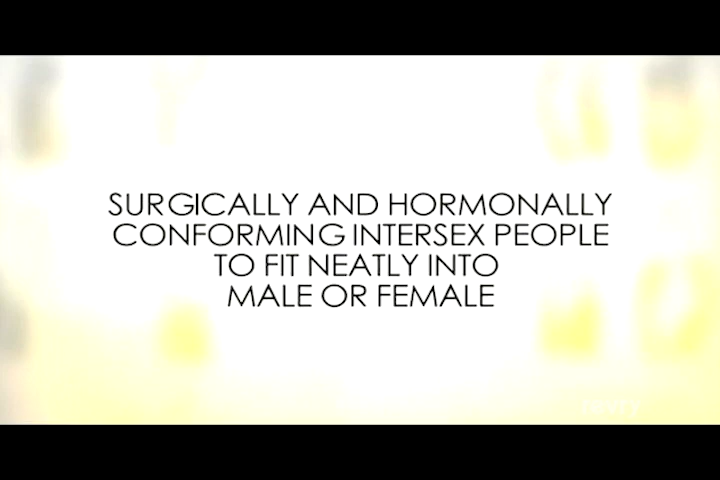 SURGICALLY AND HORMONALLY
CONFORMING INTERSEX PEOPLE
TO FIT NEATLY INTO
MALE OR FEMALE